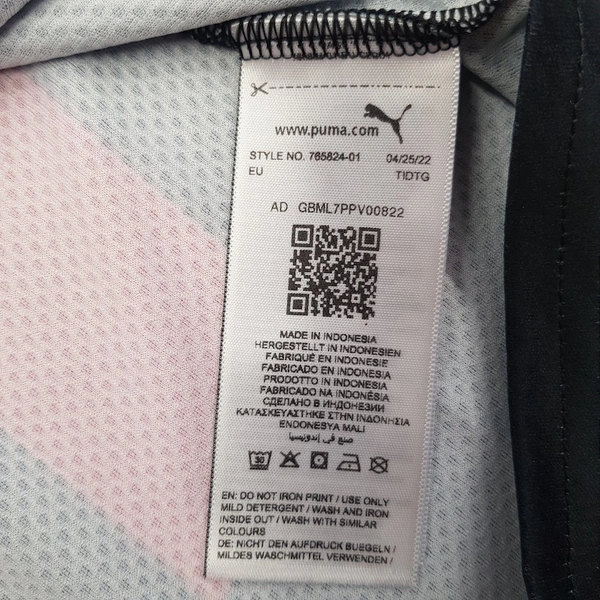 www.puma.com
STYLE NO. 765824-01 04/25/22
EU TIDTG
AD GBML7PPV00822
MADE IN INDONESIA
HERGESTELLT IN INDONESIEN
FABRIQUÉ EN INDONESIE
FABRICADO EN INDONESIA
PRODOTTO IN INDONESIA
FABRICADO NA INDONÉSIA
СДЕЛАНО В ИНДОНЕЗИИ
ΚΑΤΑΣΚΕΥΑΣΤΗΚΕ ΣΤΗΝ ΙΝΔΟΝΗΣΙΑ
ENDONESYA MALI
صنع في إندونيسيا
30
EN: DO NOT IRON PRINT / USE ONLY
MILD DETERGENT / WASH AND IRON
INSIDE OUT / WASH WITH SIMILAR
COLOURS
DE: NICHT DEN AUFDRUCK BUEGELN /
MILDES WASCHMITTEL VERWENDEN /